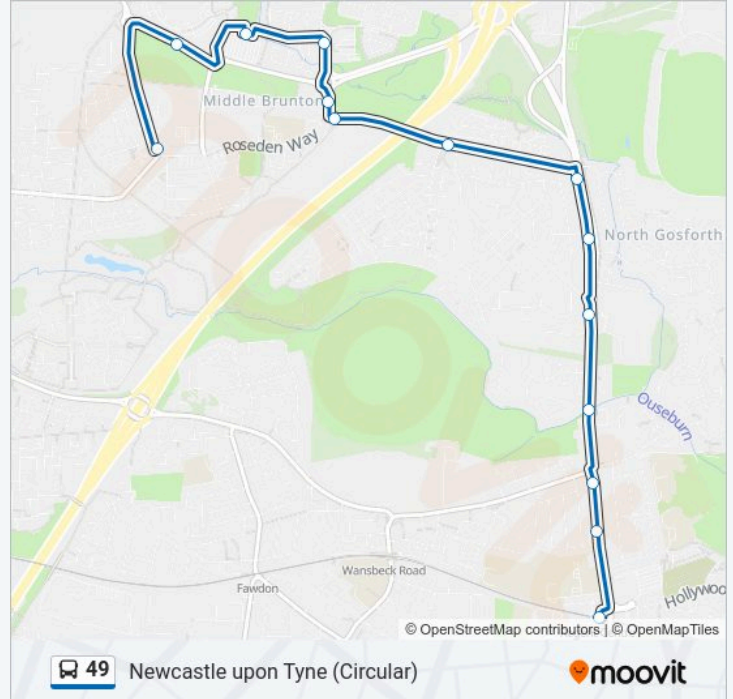 Middle Brunton
Roseden Way
North Gosforth
Ouseburn
Wansbeck Road
Fawdon
Hollywo
© OpenStreetMap contributors | © OpenMapTiles
49 Newcastle upon Tyne (Circular)
moovit